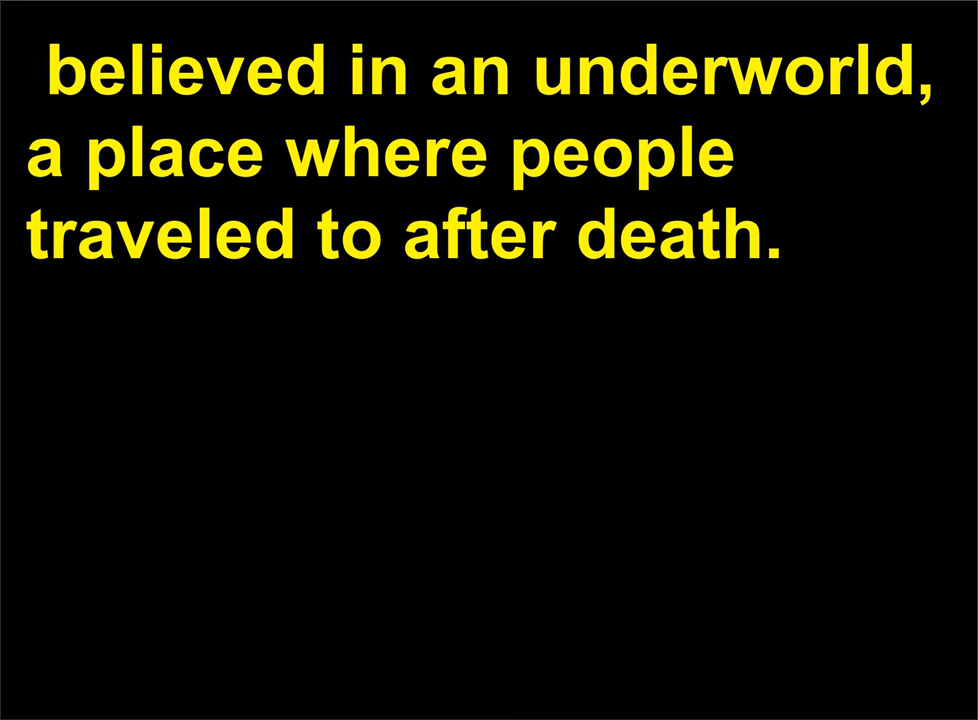 believed in an underworld,
a place where people
traveled to after death.